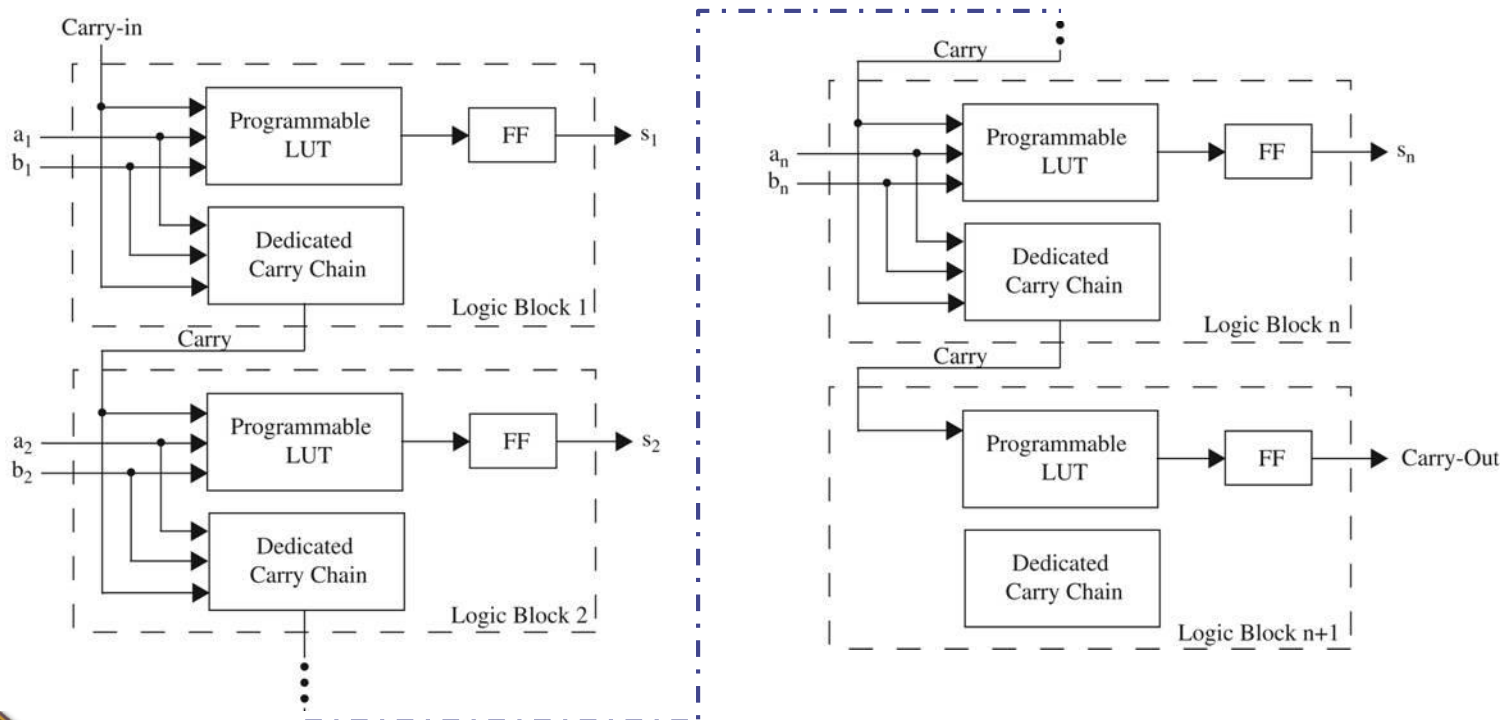 Carry-in
a1
b1
Programmable
LUT
FF
s1
Dedicated
Carry Chain
Logic Block 1
Carry
a2
b2
Programmable
LUT
FF
s2
Dedicated
Carry Chain
Logic Block 2
Carry
an
bn
Programmable
LUT
FF
sn
Dedicated
Carry Chain
Logic Block n
Carry
Programmable
LUT
FF
Carry-Out
Dedicated
Carry Chain
Logic Block n+1